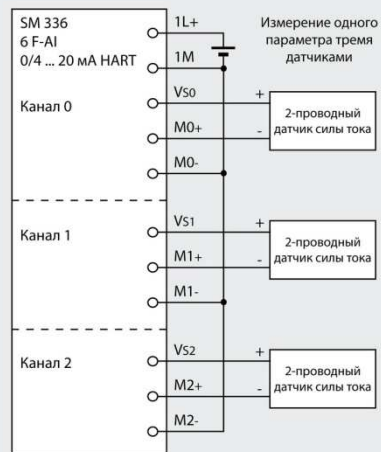 SM 336
6 F-AI
0/4 ... 20 мА HART
1L+
1M
Измерение одного
параметра тремя
датчиками
Канал 0
Vs0
M0+
M0-
+
-
2-проводный
датчик силы тока
Канал 1
Vs1
M1+
M1-
+
-
2-проводный
датчик силы тока
Канал 2
Vs2
M2+
M2-
+
-
2-проводный
датчик силы тока